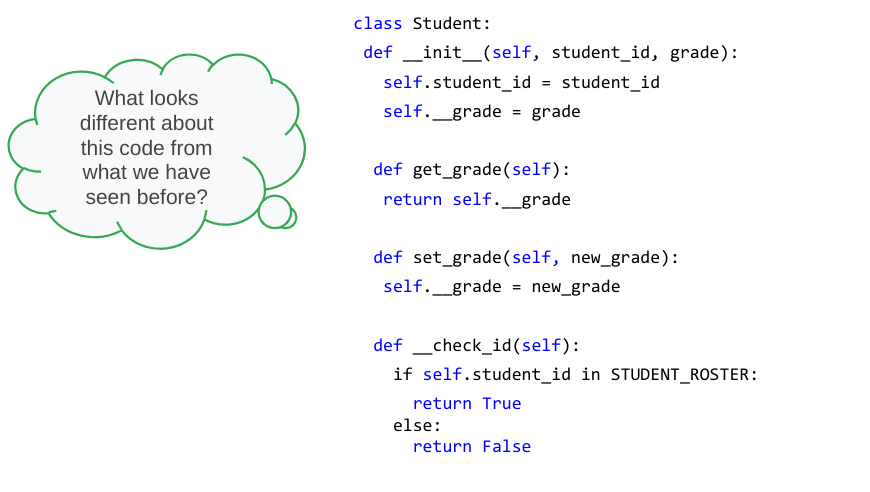 What looks
different about
this code from
what we have
seen before?
class Student:
 def __init__(self, student_id, grade):
   self.student_id = student_id
   self.__grade = grade
  def get_grade(self):
   return self.__grade
  def set_grade(self, new_grade):
   self.__grade = new_grade
  def __check_id(self):
    if self.student_id in STUDENT_ROSTER:
      return True
    else:
      return False